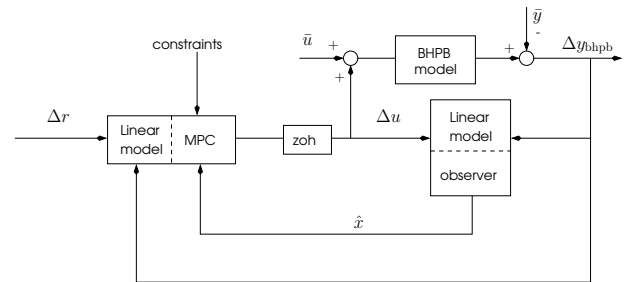 ȳ
-
constraints
ū
+
BHPB
model
+
Δy_bhpb
+
Δr
Linear
model
MPC
zoh
Δu
Linear
model
observer
x̂